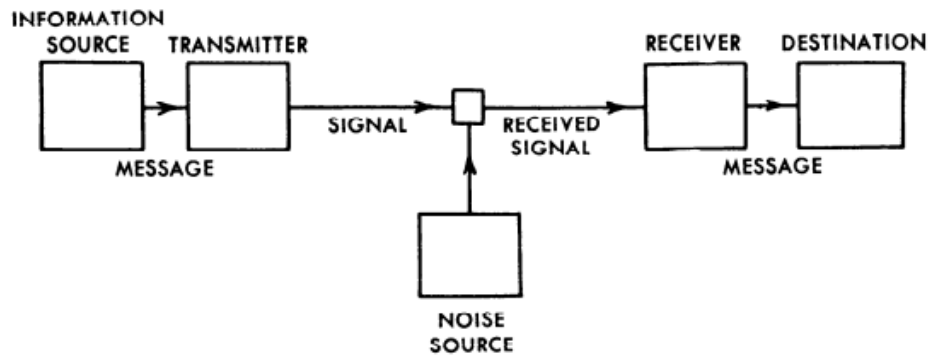 INFORMATION
SOURCE
TRANSMITTER
RECEIVER
DESTINATION
SIGNAL
RECEIVED
SIGNAL
MESSAGE
MESSAGE
NOISE
SOURCE